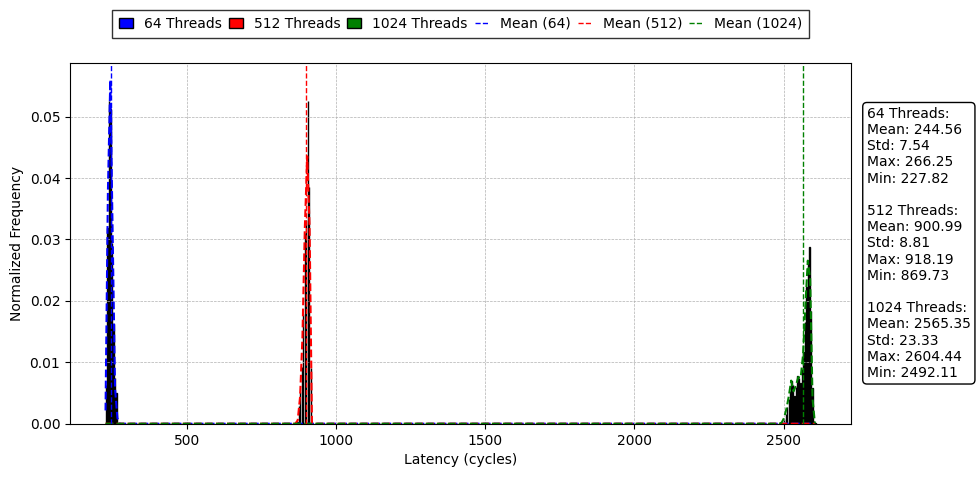 64 Threads 512 Threads 1024 Threads Mean (64) Mean (512) Mean (1024)
0.05
0.04
0.03
0.02
0.01
0.00
Normalized Frequency
500 1000 1500 2000 2500
Latency (cycles)
64 Threads:
Mean: 244.56
Std: 7.54
Max: 266.25
Min: 227.82
512 Threads:
Mean: 900.99
Std: 8.81
Max: 918.19
Min: 869.73
1024 Threads:
Mean: 2565.35
Std: 23.33
Max: 2604.44
Min: 2492.11